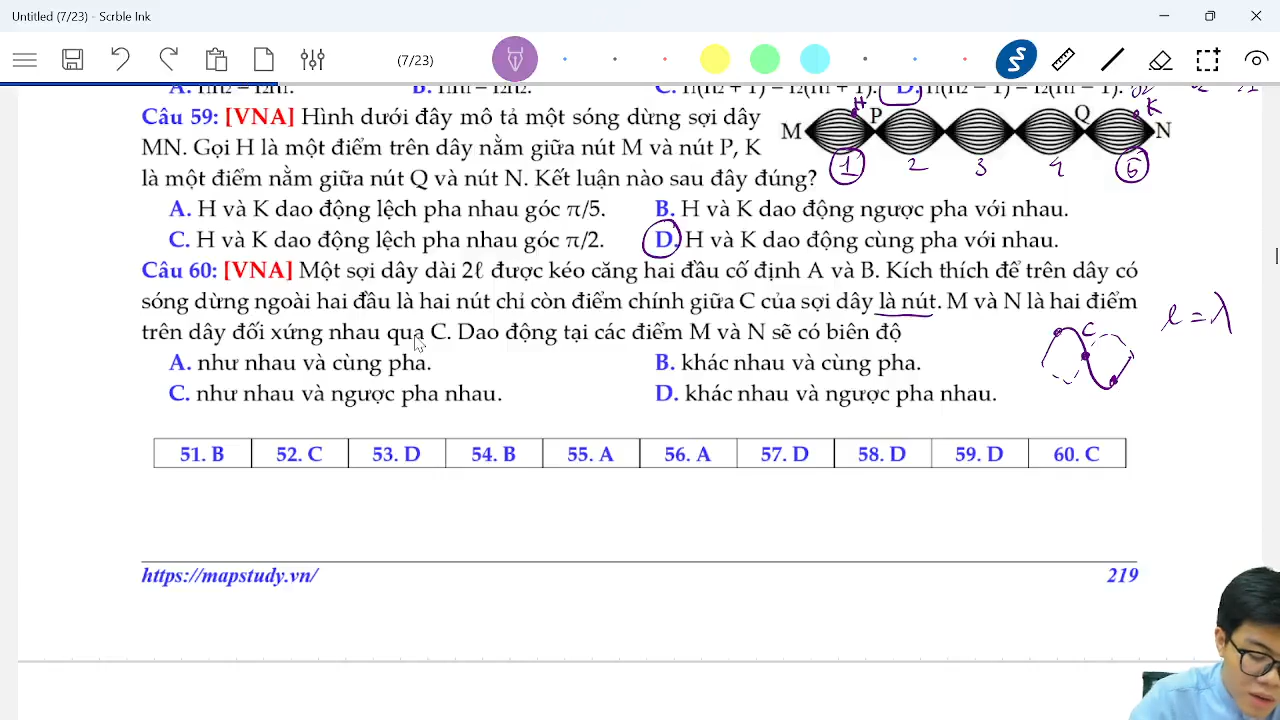 Untitled (7/23) - Scrble Ink
(7/23)
Câu 59: [VNA] Hình dưới đây mô tả một sóng dừng sợi dây
MN. Gọi H là một điểm trên dây nằm giữa nút M và nút P, K
là một điểm nằm giữa nút Q và nút N. Kết luận nào sau đây đúng?
M H P Q K N
1 2 3 4 5
A. H và K dao động lệch pha nhau góc π/5. B. H và K dao động ngược pha với nhau.
C. H và K dao động lệch pha nhau góc π/2. D. H và K dao động cùng pha với nhau.
Câu 60: [VNA] Một sợi dây dài 2ℓ được kéo căng hai đầu cố định A và B. Kích thích để trên dây có
sóng dừng ngoài hai đầu là hai nút chỉ còn điểm chính giữa C của sợi dây là nút. M và N là hai điểm
trên dây đối xứng nhau qua C. Dao động tại các điểm M và N sẽ có biên độ
ℓ = λ
C
A. như nhau và cùng pha. B. khác nhau và cùng pha.
C. như nhau và ngược pha nhau. D. khác nhau và ngược pha nhau.
51. B 52. C 53. D 54. B 55. A 56. A 57. D 58. D 59. D 60. C
https://mapstudy.vn/ 219